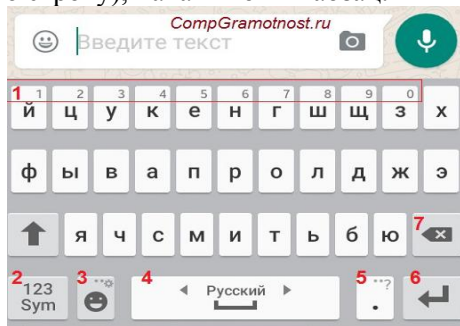 CompGramotnost.ru
Введите текст
1 1 2 3 4 5 6 7 8 9 0
й ц у к е н г ш щ з х
ф ы в а п р о л д ж э
7
я ч с м и т ь б ю
2 3 4 5 ..? 6
123 ◄ Русский ► .
Sym